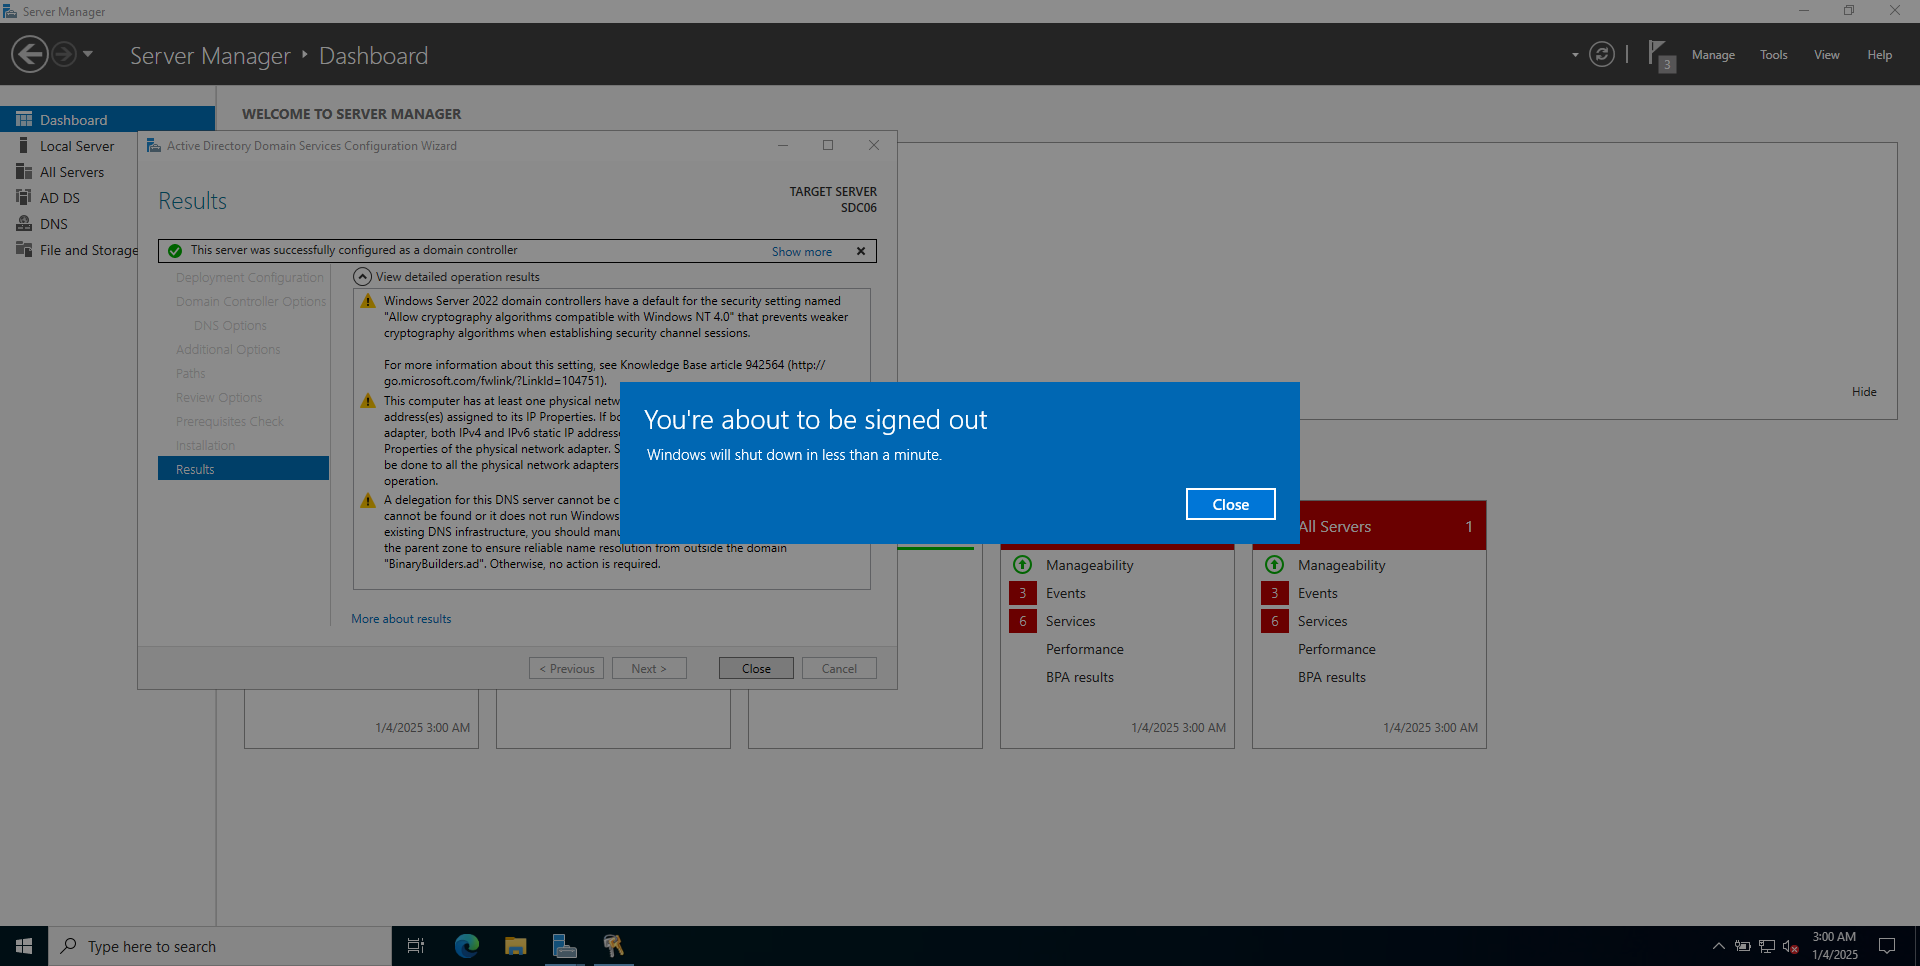 Server Manager
Server Manager ‣ Dashboard
3
Manage
Tools
View
Help
Dashboard
Local Server
All Servers
AD DS
DNS
File and Storage
WELCOME TO SERVER MANAGER
Active Directory Domain Services Configuration Wizard
Results
TARGET SERVER
SDC06
This server was successfully configured as a domain controller
Show more
Deployment Configuration
Domain Controller Options
DNS Options
Additional Options
Paths
Review Options
Prerequisites Check
Installation
Results
View detailed operation results
Windows Server 2022 domain controllers have a default for the security setting named
"Allow cryptography algorithms compatible with Windows NT 4.0" that prevents weaker
cryptography algorithms when establishing security channel sessions.
For more information about this setting, see Knowledge Base article 942564 (http://
go.microsoft.com/fwlink/?LinkId=104751).
This computer has at least one physical netw
address(es) assigned to its IP Properties. If bo
adapter, both IPv4 and IPv6 static IP addresse
Properties of the physical network adapter. S
be done to all the physical network adapters
operation.
A delegation for this DNS server cannot be c
cannot be found or it does not run Windows
existing DNS infrastructure, you should manu
the parent zone to ensure reliable name resolution from outside the domain
"BinaryBuilders.ad". Otherwise, no action is required.
More about results
< Previous
Next >
Close
Cancel
You're about to be signed out
Windows will shut down in less than a minute.
Close
Hide
1/4/2025 3:00 AM
Manageability
3 Events
6 Services
Performance
BPA results
1/4/2025 3:00 AM
All Servers 1
Manageability
3 Events
6 Services
Performance
BPA results
1/4/2025 3:00 AM
Type here to search
3:00 AM
1/4/2025